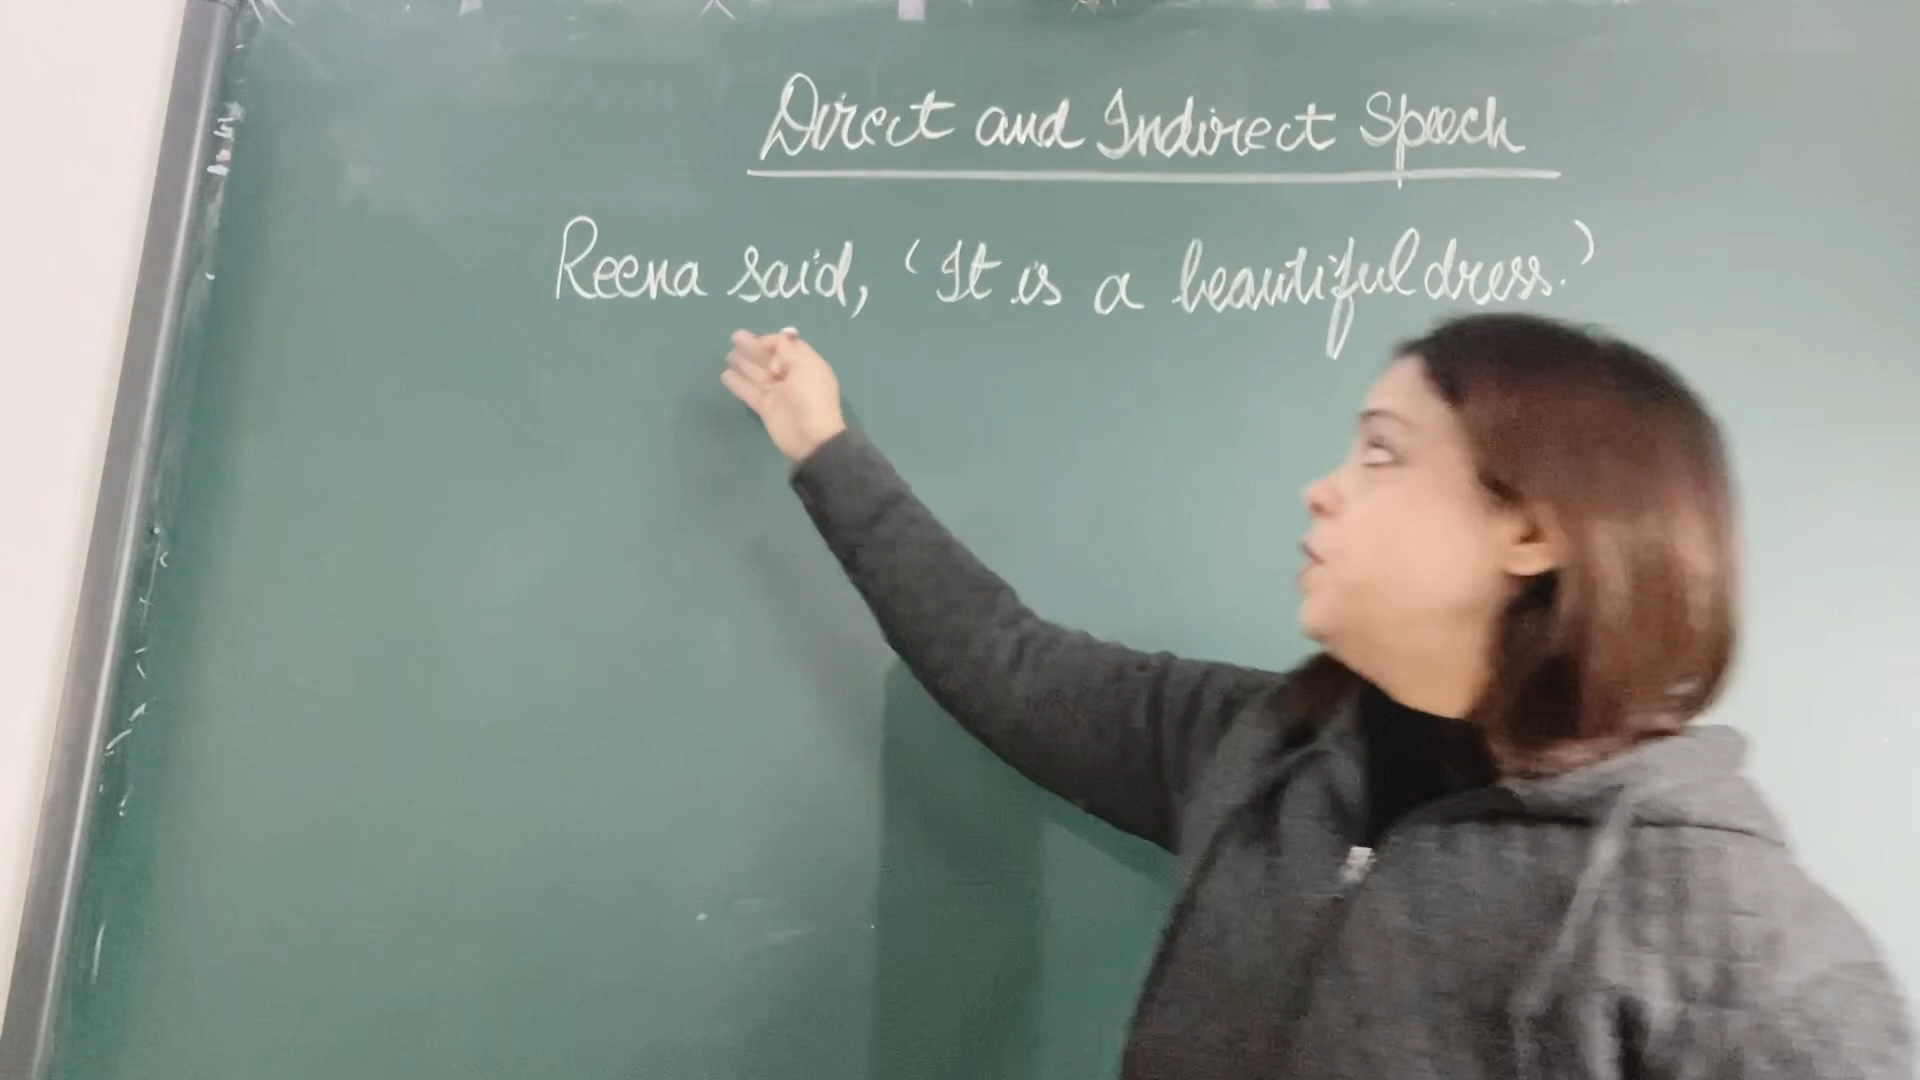 Direct and Indirect Speech
Reena said, 'It is a beautiful dress.'